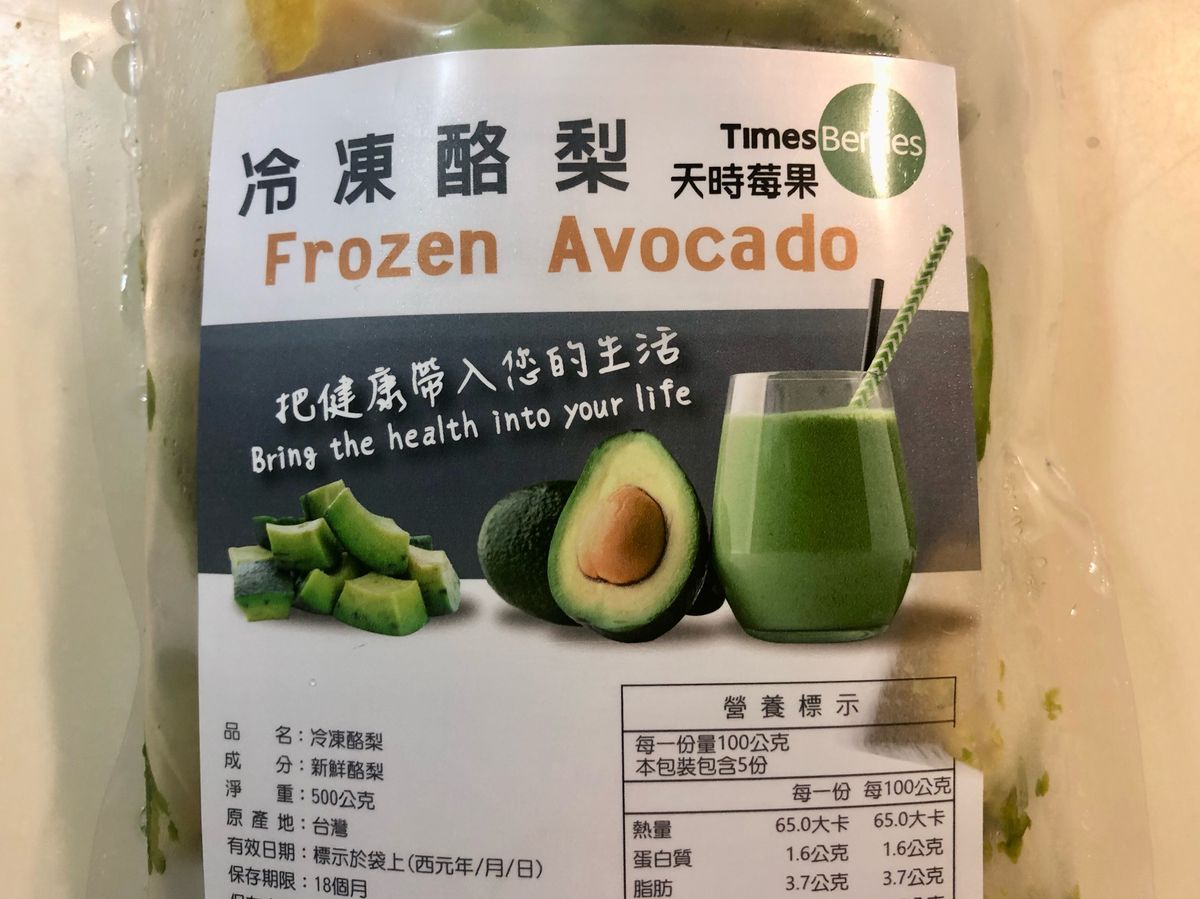 冷凍酪梨
TimesBerries
天時莓果
Frozen Avocado
把健康帶入您的生活
Bring the health into your life
品名：冷凍酪梨
成分：新鮮酪梨
淨重：500公克
原產地：台灣
有效日期：標示於袋上(西元年/月/日)
保存期限：18個月
營養標示
每一份量100公克
本包裝包含5份
每一份 每100公克
熱量 65.0大卡 65.0大卡
蛋白質 1.6公克 1.6公克
脂肪 3.7公克 3.7公克